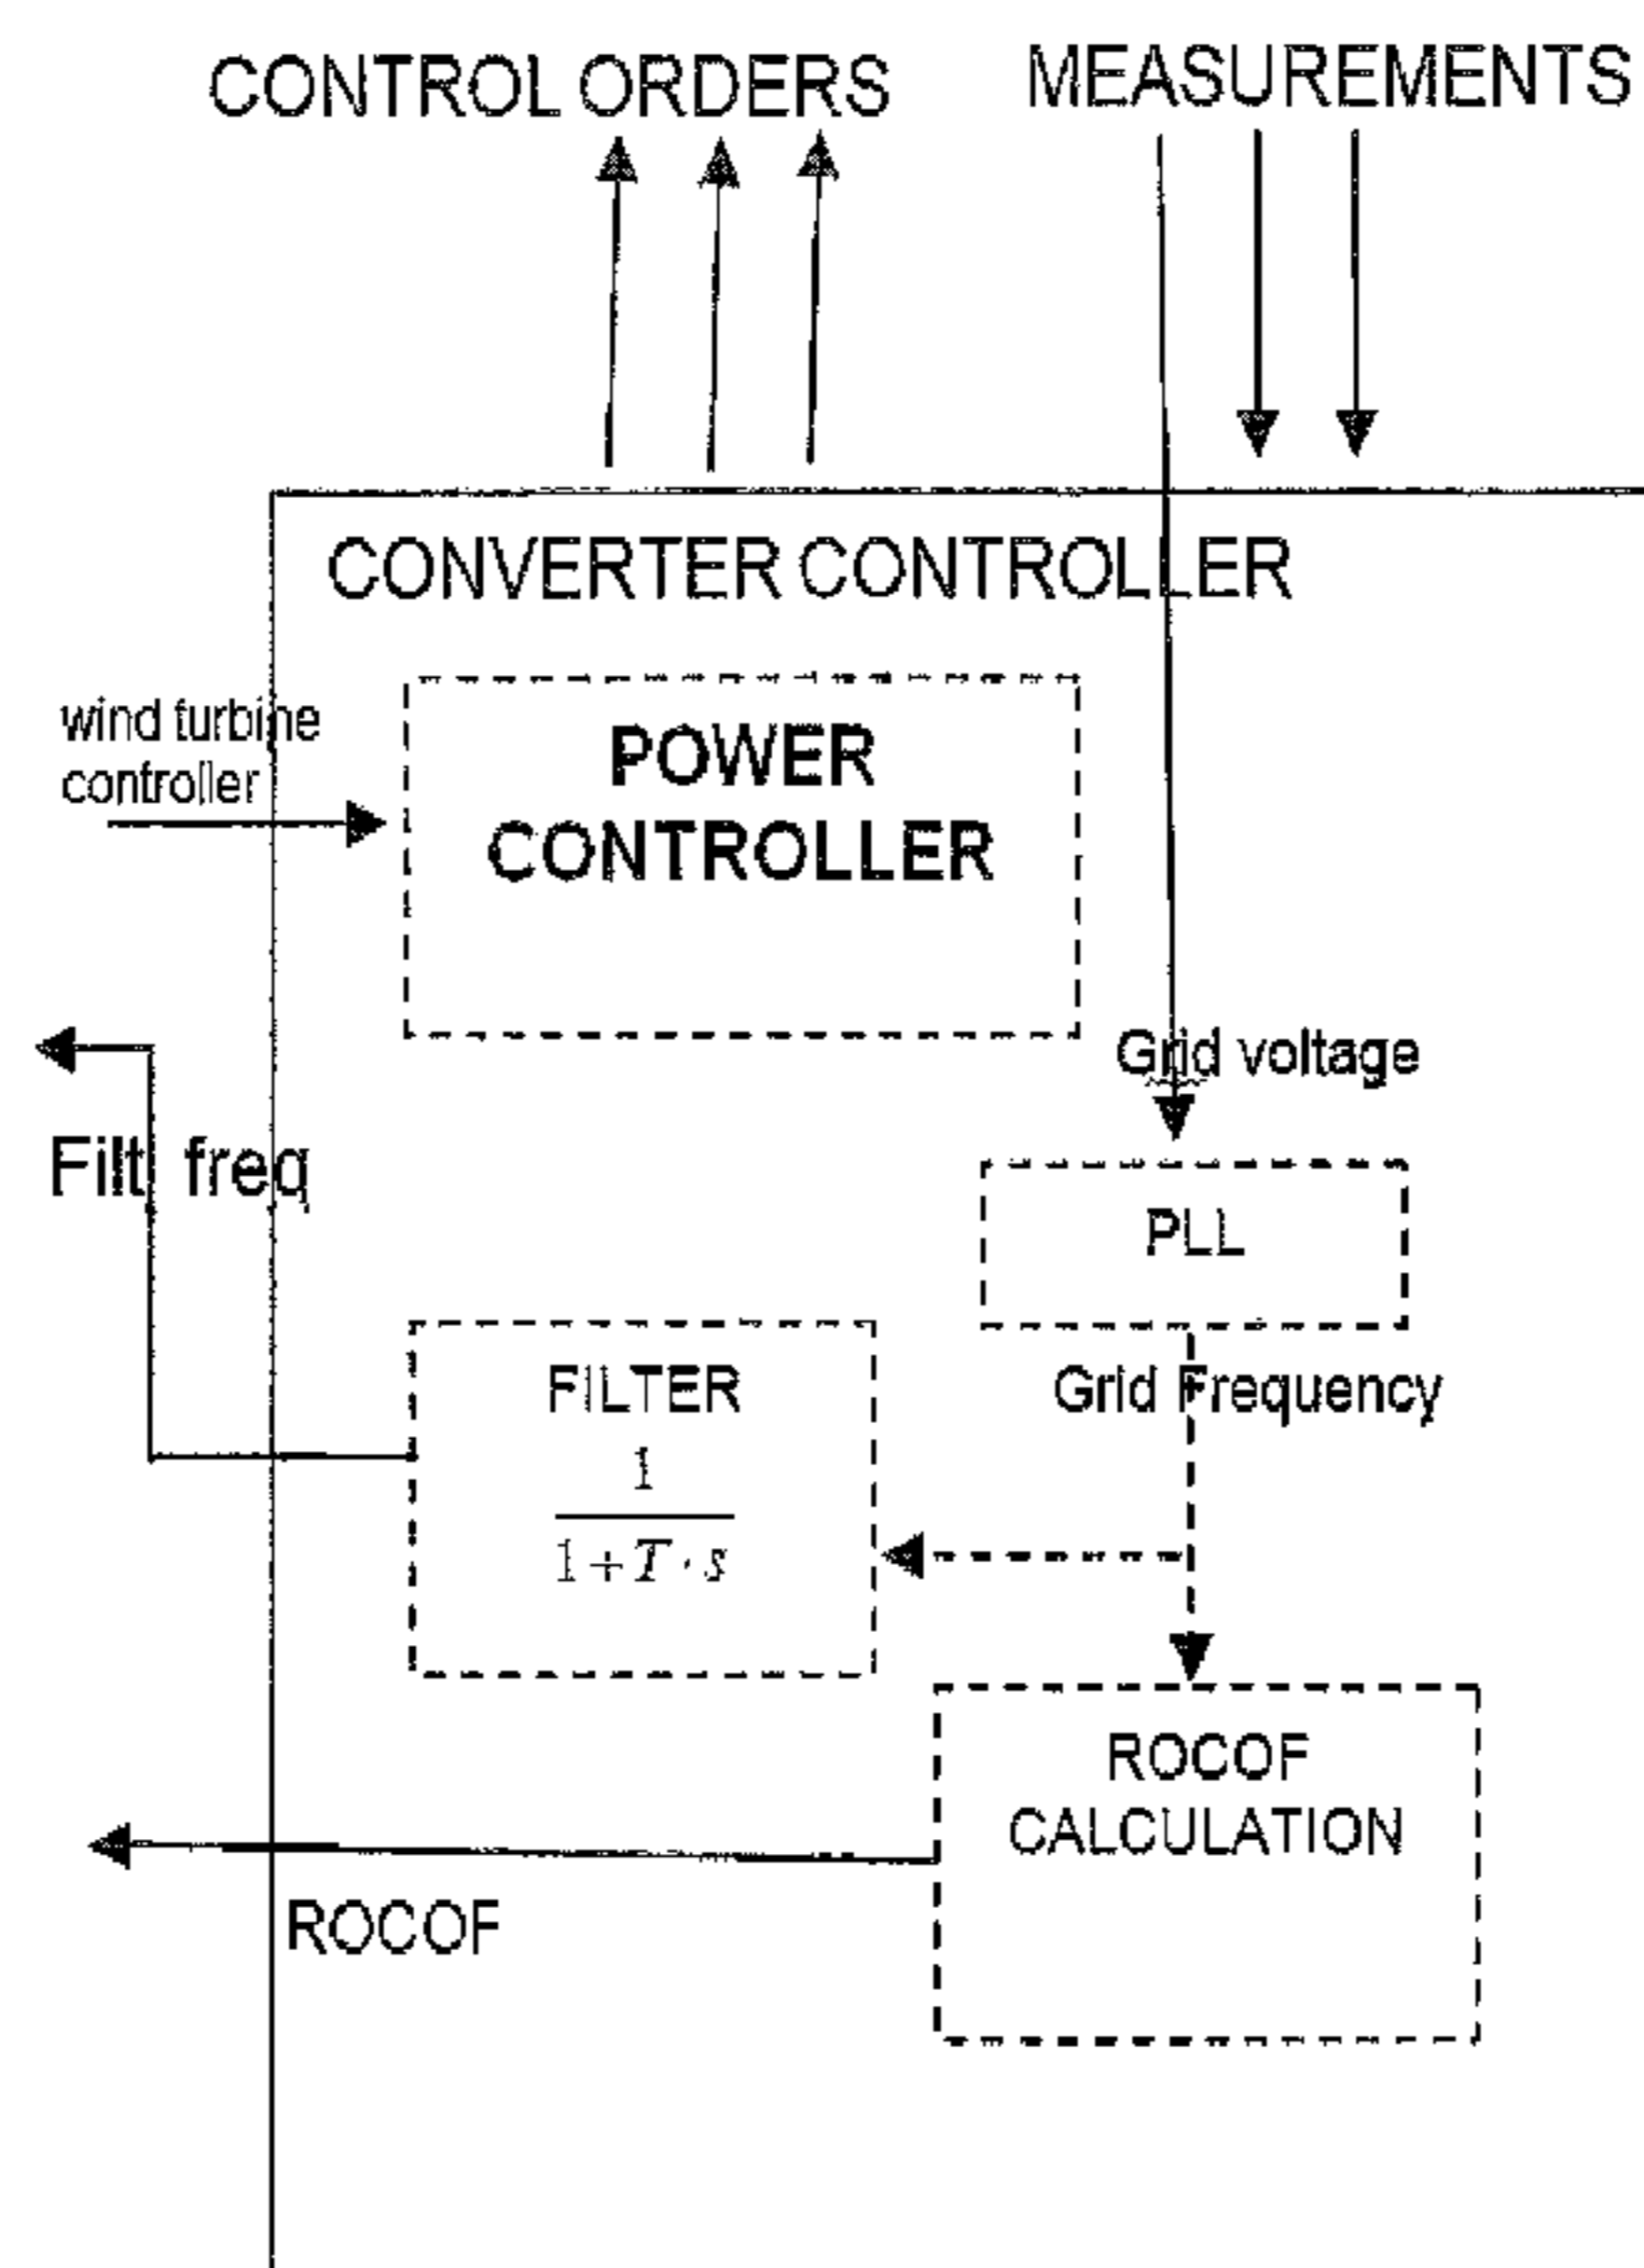 CONTROL ORDERS
MEASUREMENTS
CONVERTER CONTROLLER
wind turbine
controller
POWER
CONTROLLER
Grid voltage
Filt freq
PLL
Grid Frequency
FILTER
1
1+T·s
ROCOF
CALCULATION
ROCOF